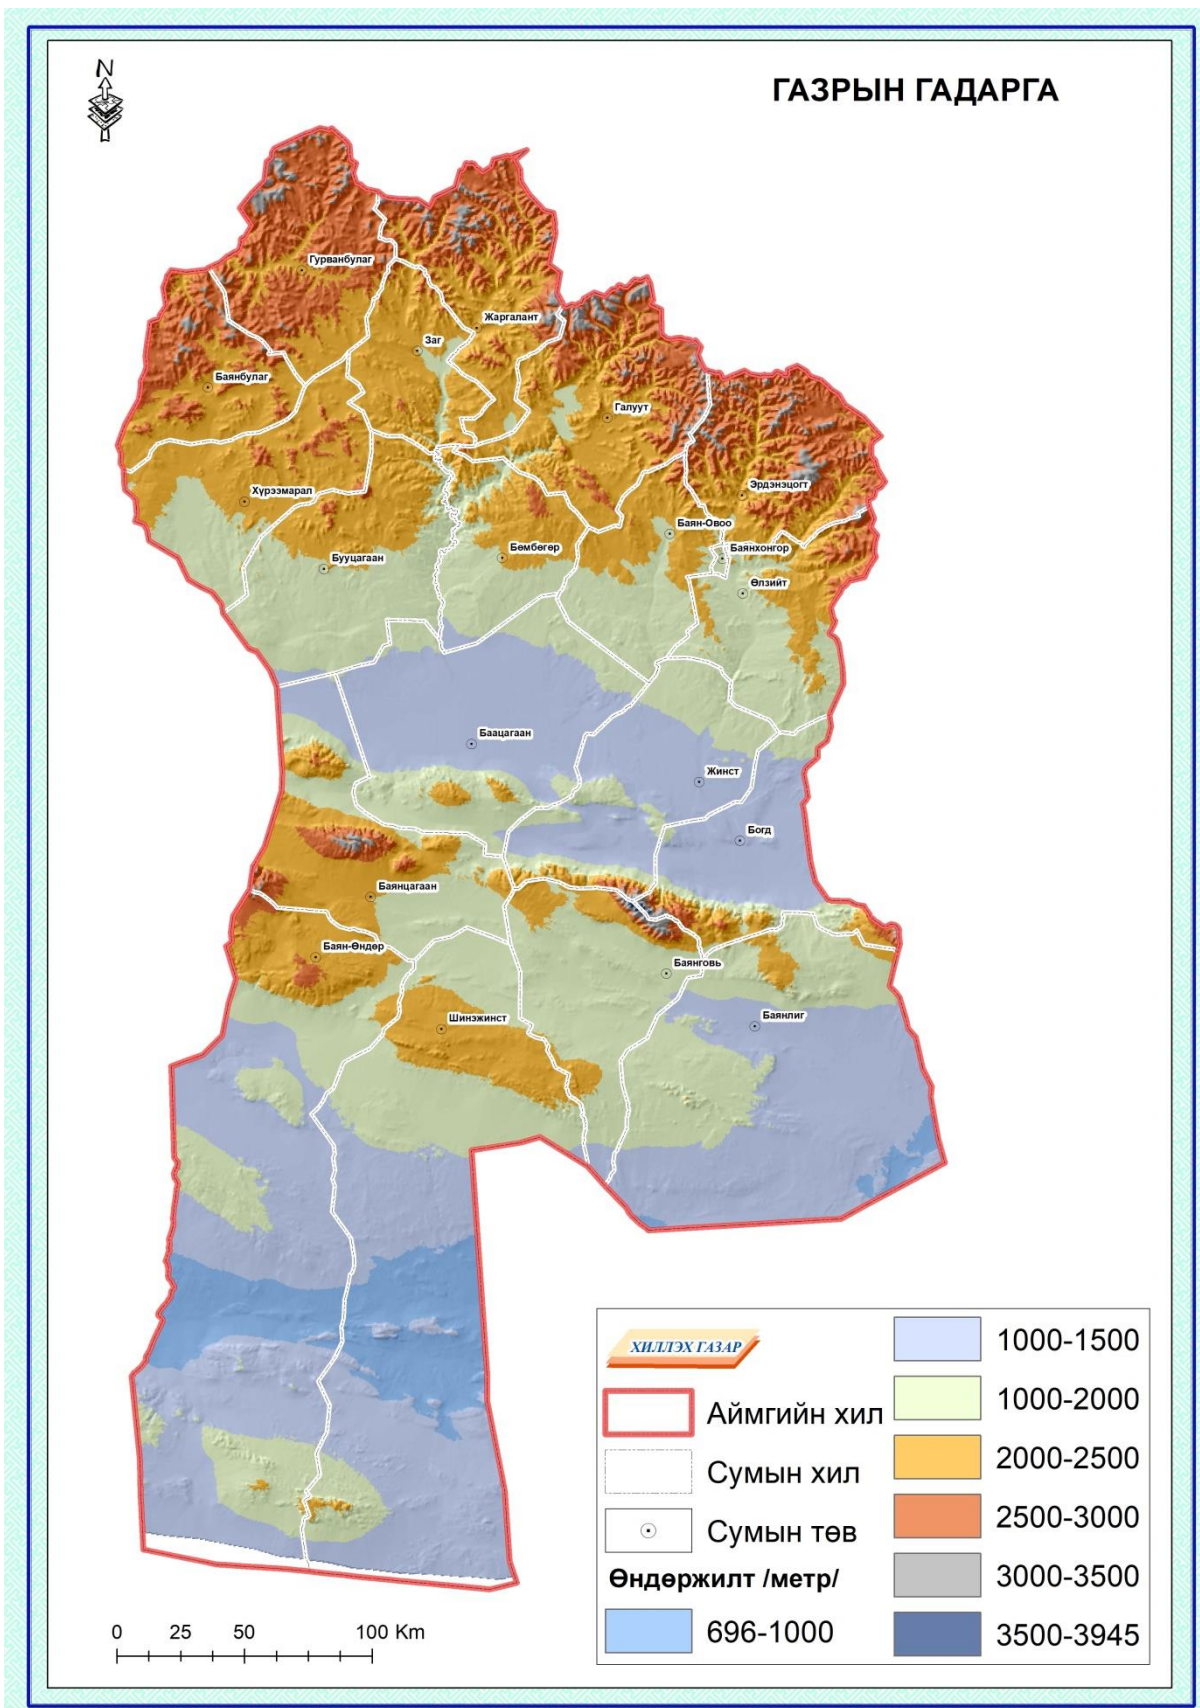 N
ГАЗРЫН ГАДАРГА
Гурванбулаг
Жаргалант
Заг
Баянбулаг
Галуут
Хүрээмарал
Эрдэнэцогт
Баян-Овоо
Баянхонгор
Бууцагаан
Бөмбөгөр
Өлзийт
Баацагаан
Жинст
Богд
Баянцагаан
Баян-Өндөр
Баянговь
Шинэжинст
Баянлиг
ХИЛЛЭХ ГАЗАР
Аймгийн хил
Сумын хил
Сумын төв
Өндөржилт /метр/
696-1000
1000-1500
1000-2000
2000-2500
2500-3000
3000-3500
3500-3945
0 25 50 100 Km